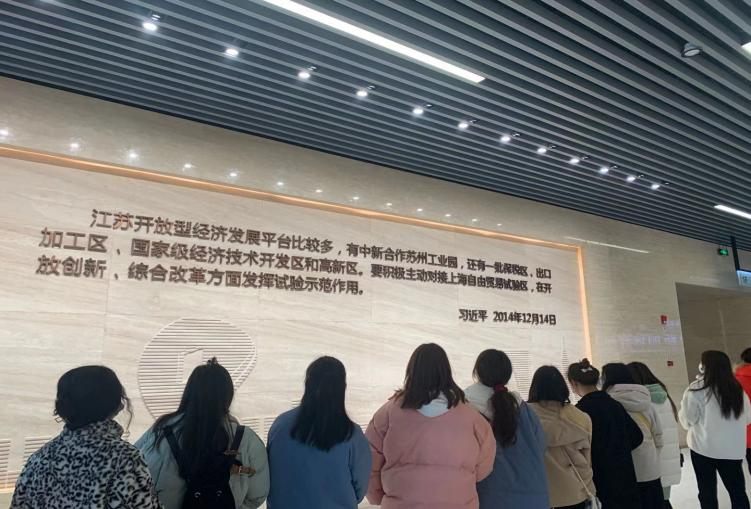 江苏开放型经济发展平台比较多，有中新合作苏州工业园，还有一批保税区、出口
加工区、国家级经济技术开发区和高新区。要积极主动对接上海自由贸易试验区，在开
放创新、综合改革方面发挥试验示范作用。
习近平 2014年12月14日